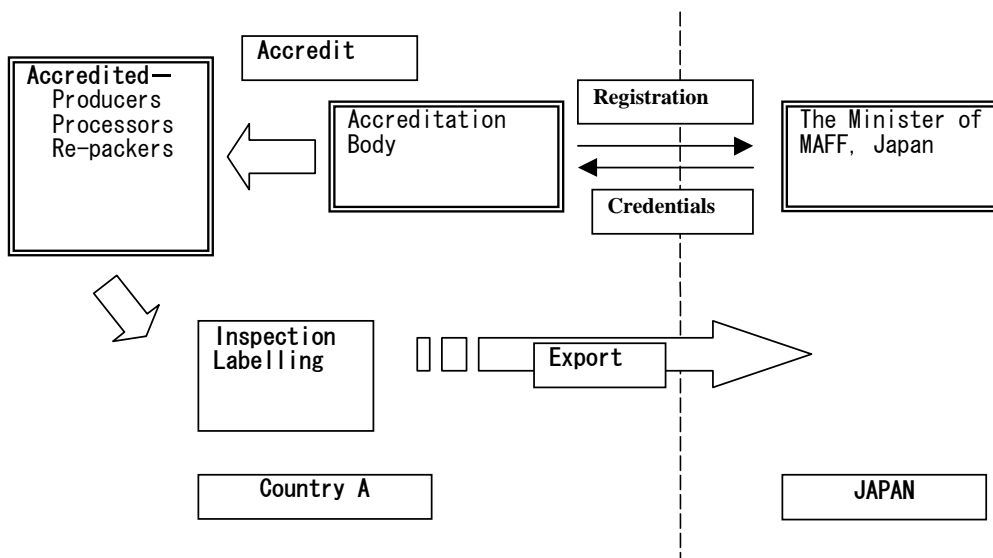 Accredit
Accredited—
Producers
Processors
Re-packers
Accreditation
Body
Registration
Credentials
The Minister of
MAFF, Japan
Inspection
Labelling
Export
Country A
JAPAN